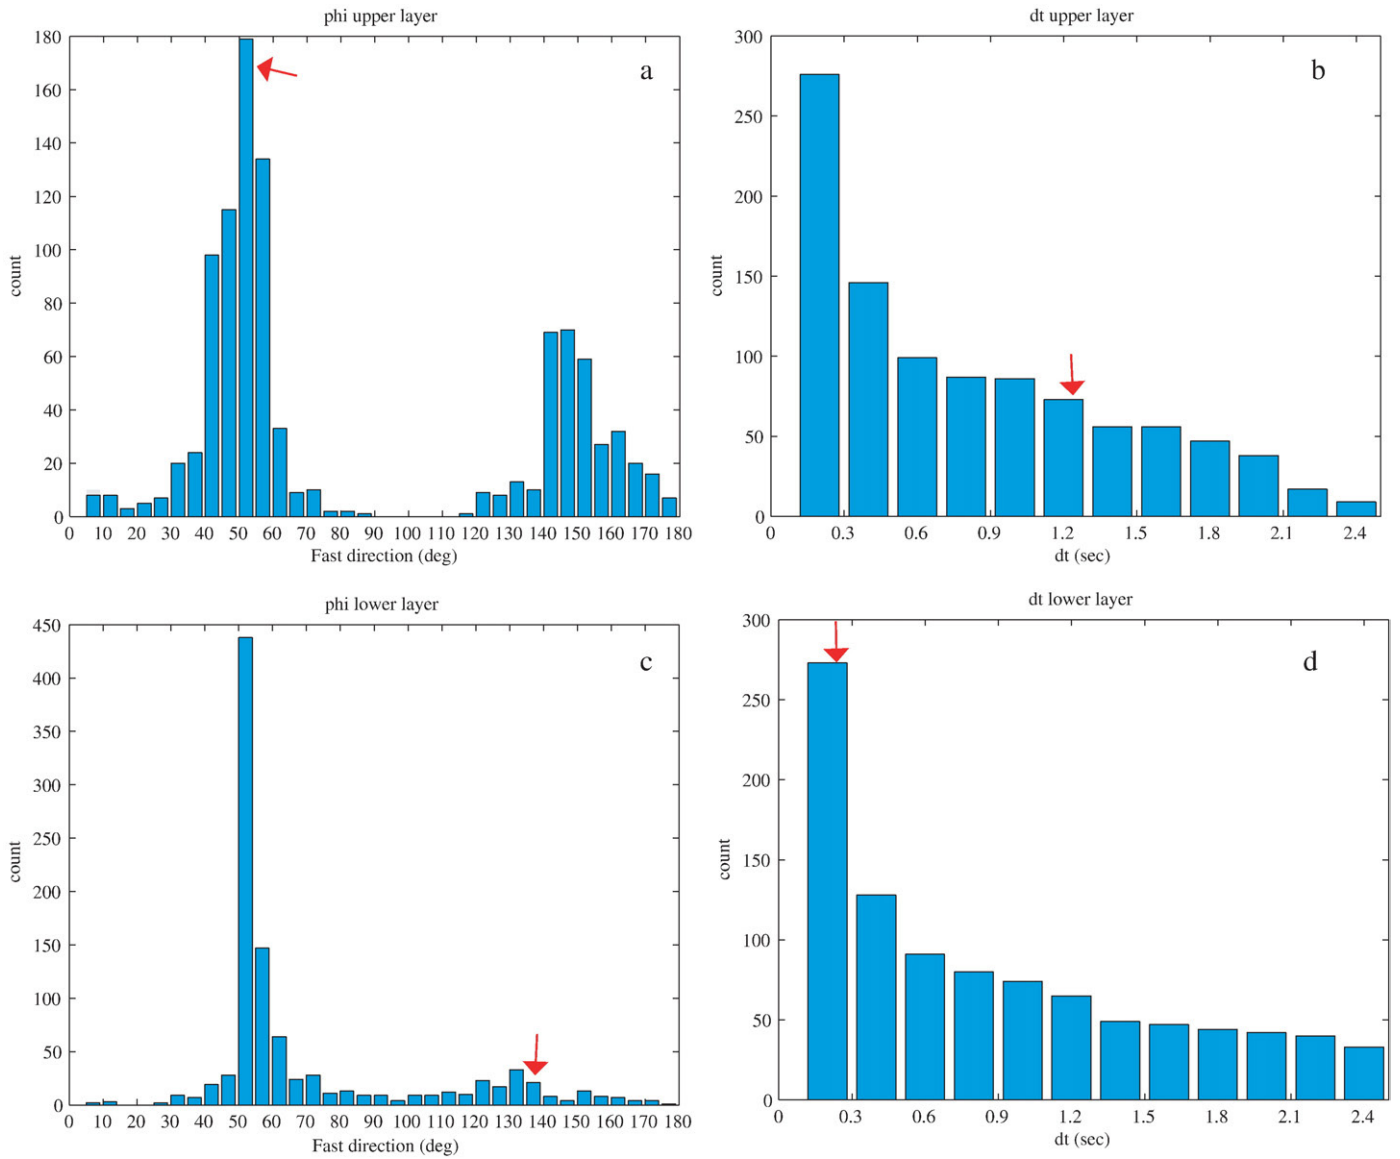 phi upper layer
180
160
140
120
100
80
60
40
20
0
count
a
0 10 20 30 40 50 60 70 80 90 100 110 120 130 140 150 160 170 180
Fast direction (deg)
dt upper layer
300
250
200
150
100
50
0
count
b
0 0.3 0.6 0.9 1.2 1.5 1.8 2.1 2.4
dt (sec)
phi lower layer
450
400
350
300
250
200
150
100
50
0
count
c
0 10 20 30 40 50 60 70 80 90 100 110 120 130 140 150 160 170 180
Fast direction (deg)
dt lower layer
300
250
200
150
100
50
0
count
d
0 0.3 0.6 0.9 1.2 1.5 1.8 2.1 2.4
dt (sec)